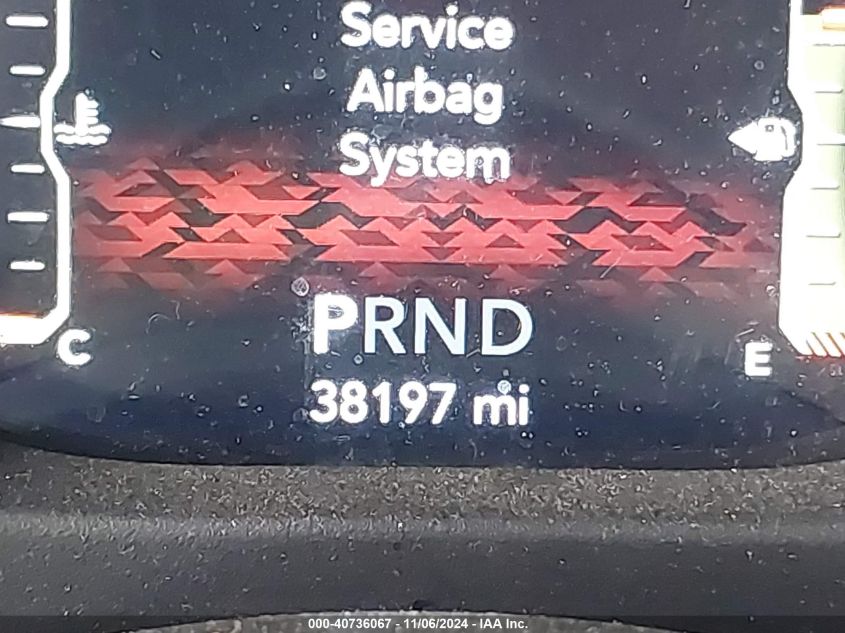 Service
Airbag
System
PRND
38197 mi
C
E
000-40736067 - 11/06/2024 - IAA Inc.